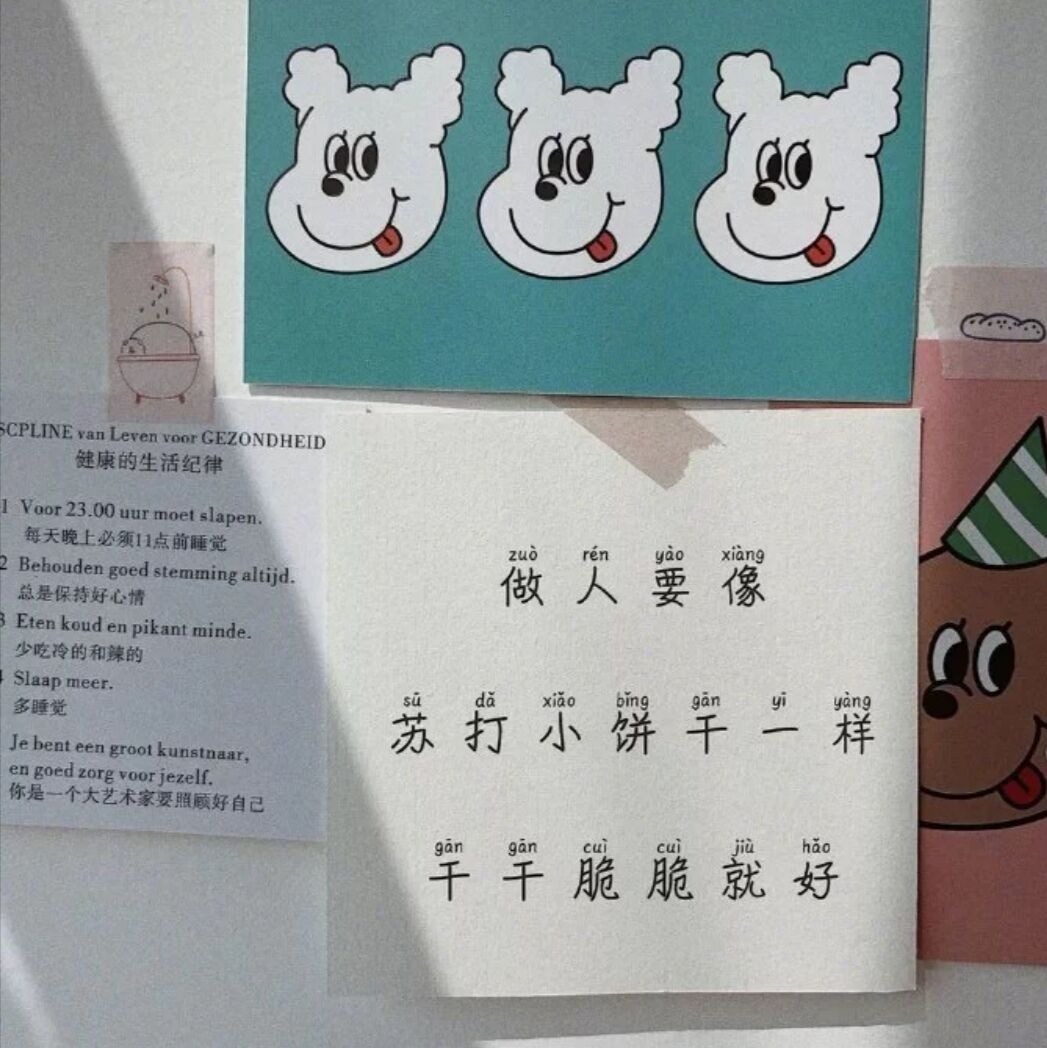 SCPLINE van Leven voor GEZONDHEID
健康的生活纪律
1 Voor 23.00 uur moet slapen.
每天晚上必须11点前睡觉
2 Behouden goed stemming altijd.
总是保持好心情
3 Eten koud en pikant minde.
少吃冷的和辣的
4 Slaap meer.
多睡觉
Je bent een groot kunstnaar,
en goed zorg voor jezelf.
你是一个大艺术家要照顾好自己
zuò rén yào xiàng
做人要像
sū dǎ xiǎo bǐng gān yī yàng
苏打小饼干一样
gān gān cuì cuì jiù hǎo
干干脆脆就好